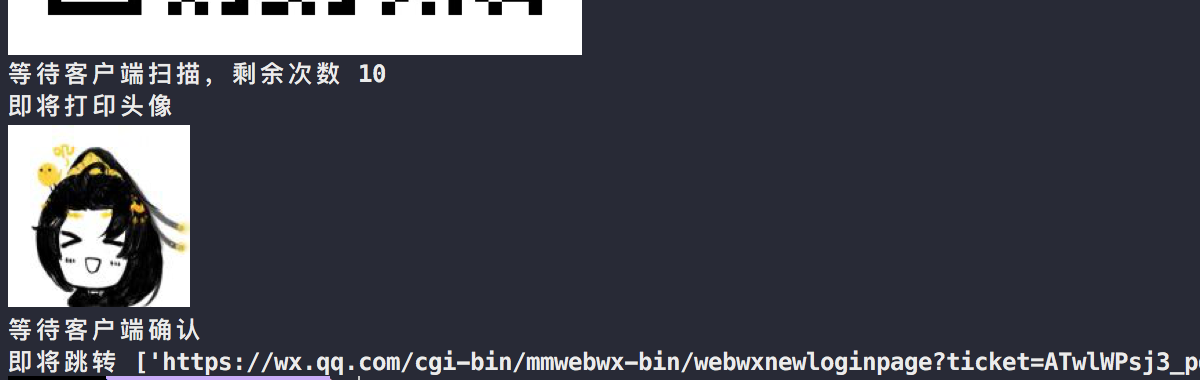 等待客户端扫描, 剩余次数 10
即将打印头像
等待客户端确认
即将跳转 ['https://wx.qq.com/cgi-bin/mmwebwx-bin/webwxnewloginpage?ticket=ATwlWPsj3_p